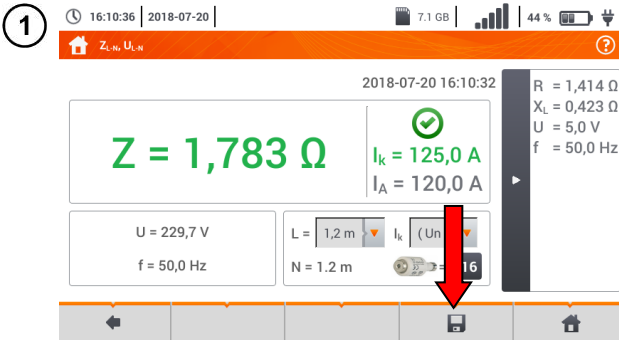 1
16:10:36 2018-07-20 7.1 GB 44 %
Z L-N, U L-N ?
2018-07-20 16:10:32
Z = 1,783 Ω
Ik = 125,0 A
IA = 120,0 A
R = 1,414 Ω
XL = 0,423 Ω
U = 5,0 V
f = 50,0 Hz
U = 229,7 V
f = 50,0 Hz
L = 1,2 m Ik ( Un
N = 1.2 m = 16